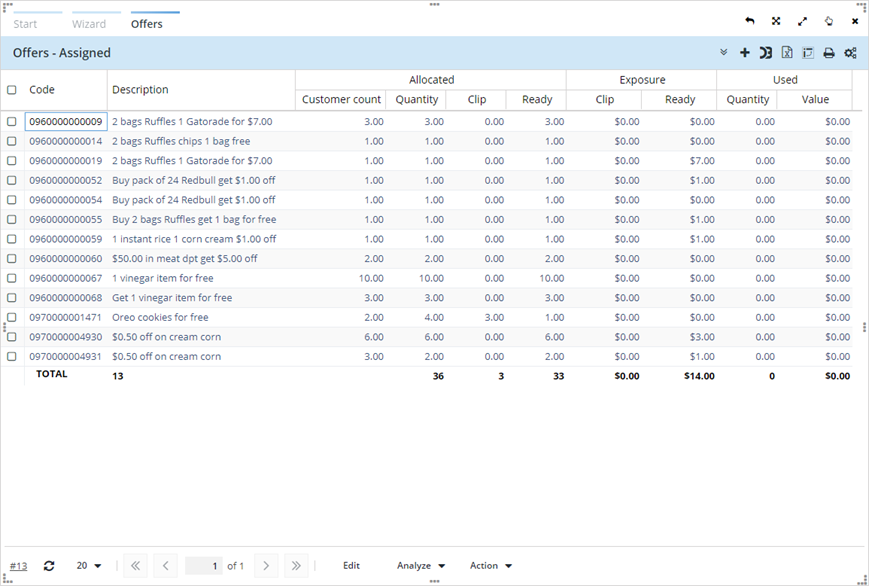 Start Wizard Offers
Offers - Assigned
Code Description Allocated Exposure Used
Customer count Quantity Clip Ready Clip Ready Quantity Value
0960000000009 2 bags Ruffles 1 Gatorade for $7.00 3.00 3.00 0.00 3.00 $0.00 $0.00 0.00 $0.00
0960000000014 2 bags Ruffles chips 1 bag free 1.00 1.00 0.00 1.00 $0.00 $0.00 0.00 $0.00
0960000000019 2 bags Ruffles 1 Gatorade for $7.00 1.00 1.00 0.00 1.00 $0.00 $7.00 0.00 $0.00
0960000000052 Buy pack of 24 Redbull get $1.00 off 1.00 1.00 0.00 1.00 $0.00 $1.00 0.00 $0.00
0960000000054 Buy pack of 24 Redbull get $1.00 off 1.00 1.00 0.00 1.00 $0.00 $0.00 0.00 $0.00
0960000000055 Buy 2 bags Ruffles get 1 bag for free 1.00 1.00 0.00 1.00 $0.00 $1.00 0.00 $0.00
0960000000059 1 instant rice 1 corn cream $1.00 off 1.00 1.00 0.00 1.00 $0.00 $1.00 0.00 $0.00
0960000000060 $50.00 in meat dpt get $5.00 off 2.00 2.00 0.00 2.00 $0.00 $0.00 0.00 $0.00
0960000000067 1 vinegar item for free 10.00 10.00 0.00 10.00 $0.00 $0.00 0.00 $0.00
0960000000068 Get 1 vinegar item for free 3.00 3.00 0.00 3.00 $0.00 $0.00 0.00 $0.00
0970000001471 Oreo cookies for free 2.00 4.00 3.00 1.00 $0.00 $0.00 0.00 $0.00
0970000004930 $0.50 off on cream corn 6.00 6.00 0.00 6.00 $0.00 $3.00 0.00 $0.00
0970000004931 $0.50 off on cream corn 3.00 2.00 0.00 2.00 $0.00 $1.00 0.00 $0.00
TOTAL 13 36 3 33 $0.00 $14.00 0 $0.00
#13 20 1 of 1 Edit Analyze Action